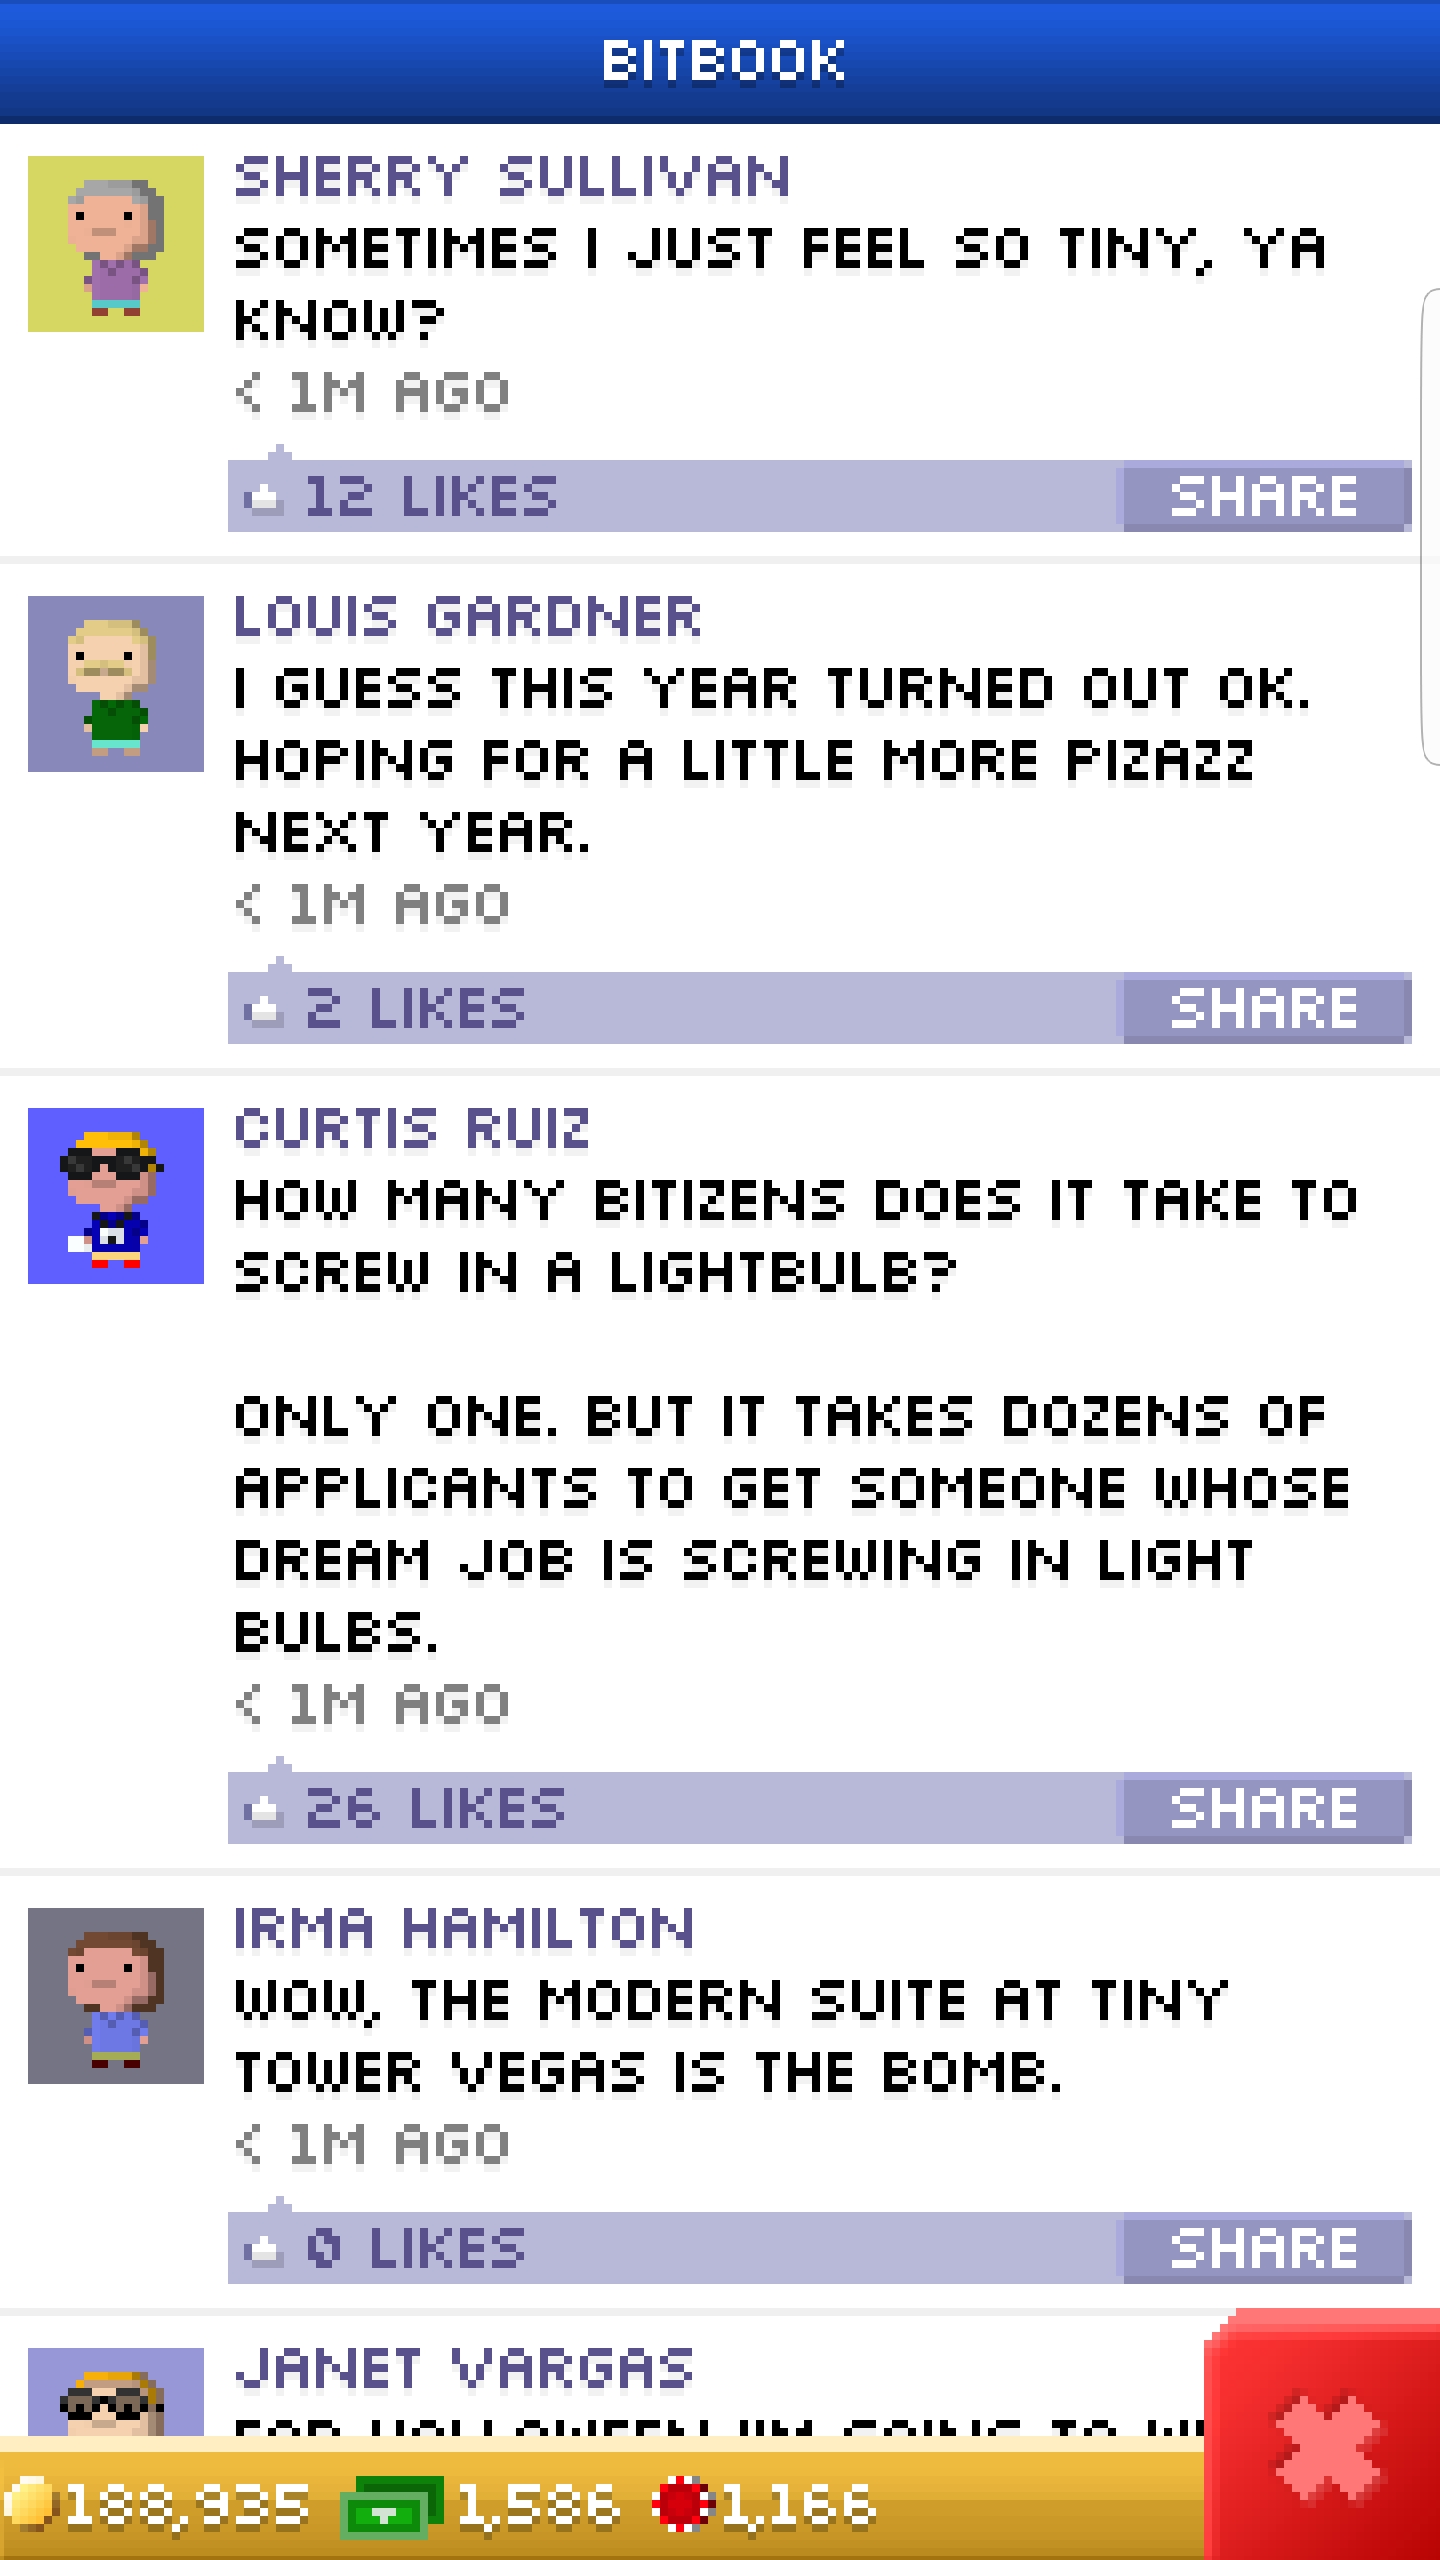 BITBOOK
SHERRY SULLIVAN
SOMETIMES I JUST FEEL SO TINY, YA
KNOW?
< 1M AGO
12 LIKES SHARE
LOUIS GARDNER
I GUESS THIS YEAR TURNED OUT OK.
HOPING FOR A LITTLE MORE PIZAZZ
NEXT YEAR.
< 1M AGO
2 LIKES SHARE
CURTIS RUIZ
HOW MANY BITIZENS DOES IT TAKE TO
SCREW IN A LIGHTBULB?
ONLY ONE. BUT IT TAKES DOZENS OF
APPLICANTS TO GET SOMEONE WHOSE
DREAM JOB IS SCREWING IN LIGHT
BULBS.
< 1M AGO
26 LIKES SHARE
IRMA HAMILTON
WOW, THE MODERN SUITE AT TINY
TOWER VEGAS IS THE BOMB.
< 1M AGO
0 LIKES SHARE
JANET VARGAS
FOR HALLOWEEN I'M GOING TO
188,935 1,586 1,166